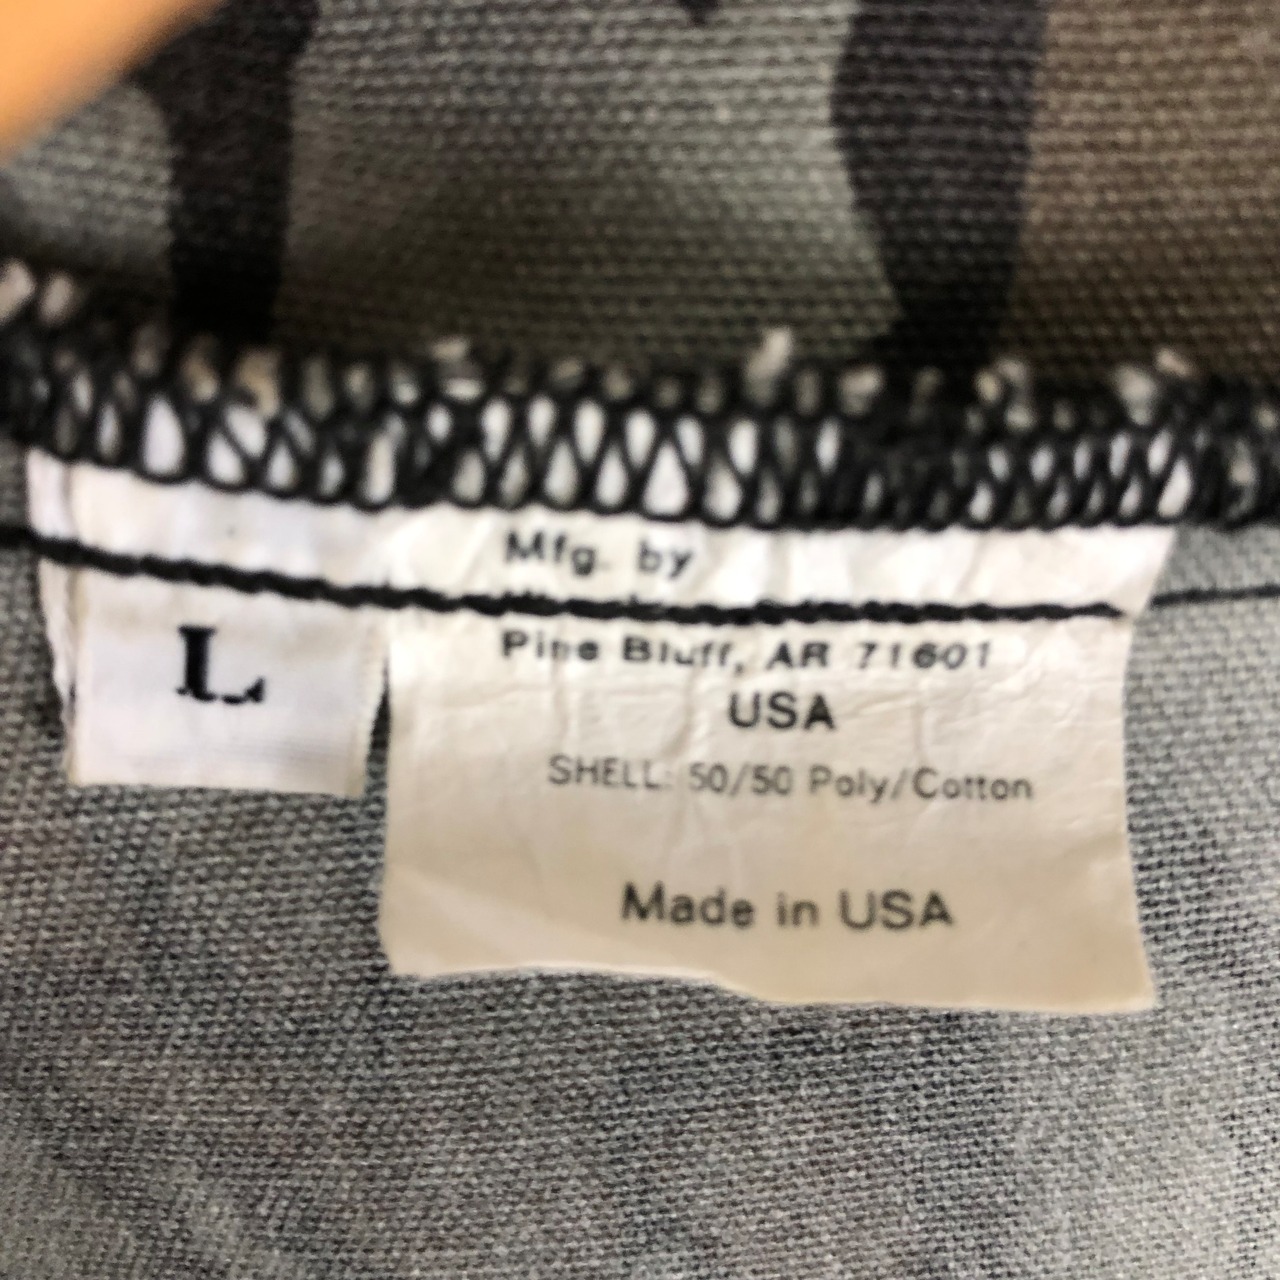 L
Mfg. by
Pine Bluff, AR 71601
USA
SHELL: 50/50 Poly/Cotton
Made in USA